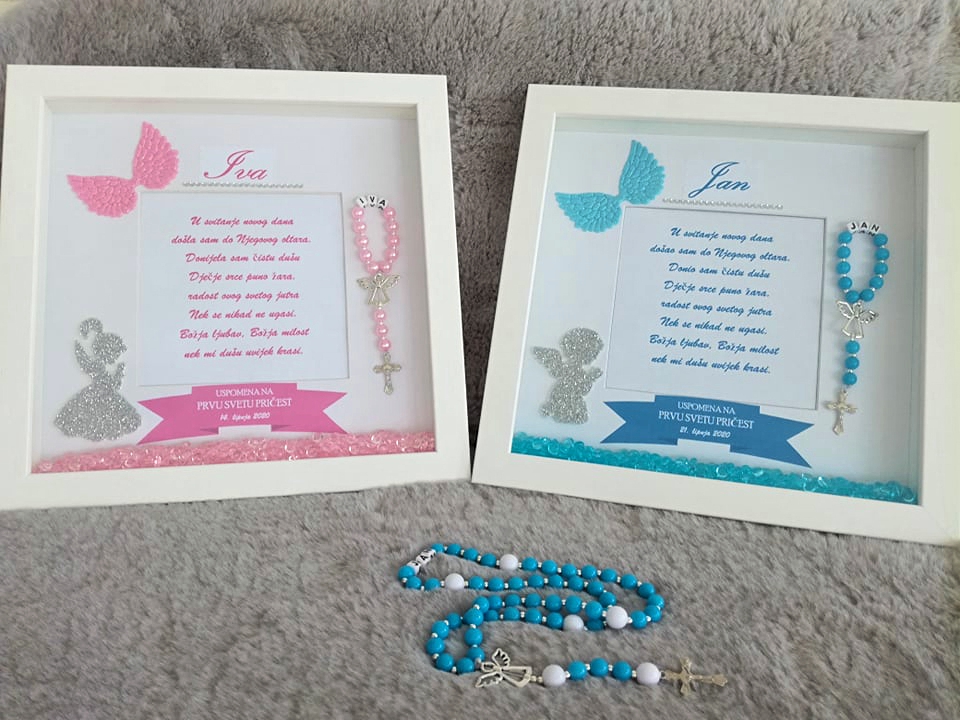 Iva
IVA
U svitanje novog dana
došla sam do Njegovog oltara.
Donijela sam čistu dušu
Dječje srce puno žara.
radost ovog svetog jutra
Nek se nikad ne ugasi.
Božja ljubav, Božja milost
nek mi dušu uvijek krasi.
USPOMENA NA
PRVU SVETU PRIČEST
14. lipnja 2020
Jan
JAN
U svitanje novog dana
došao sam do Njegovog oltara.
Donio sam čistu dušu
Dječje srce puno žara.
radost ovog svetog jutra
Nek se nikad ne ugasi.
Božja ljubav, Božja milost
nek mi dušu uvijek krasi.
USPOMENA NA
PRVU SVETU PRIČEST
21. lipnja 2020